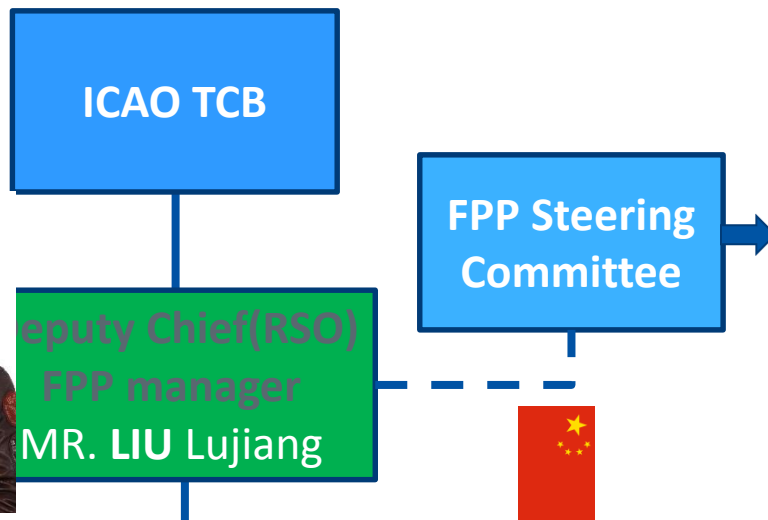 ICAO TCB
FPP Steering
Committee
eputy Chief(RSO)
FPP manager
MR. LIU Lujiang